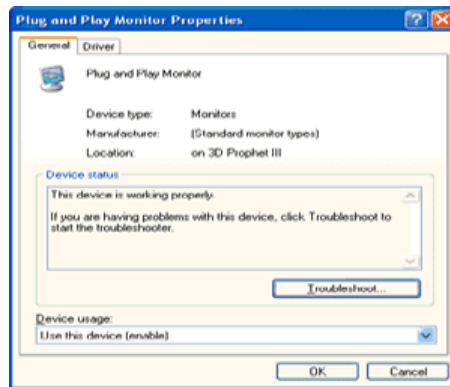 Plug and Play Monitor Properties
General Driver
Plug and Play Monitor
Device type: Monitors
Manufacturer: (Standard monitor types)
Location: on 3D Prophet III
Device status
This device is working properly.
If you are having problems with this device, click Troubleshoot to
start the troubleshooter.
Troubleshoot...
Device usage:
Use this device (enable)
OK Cancel